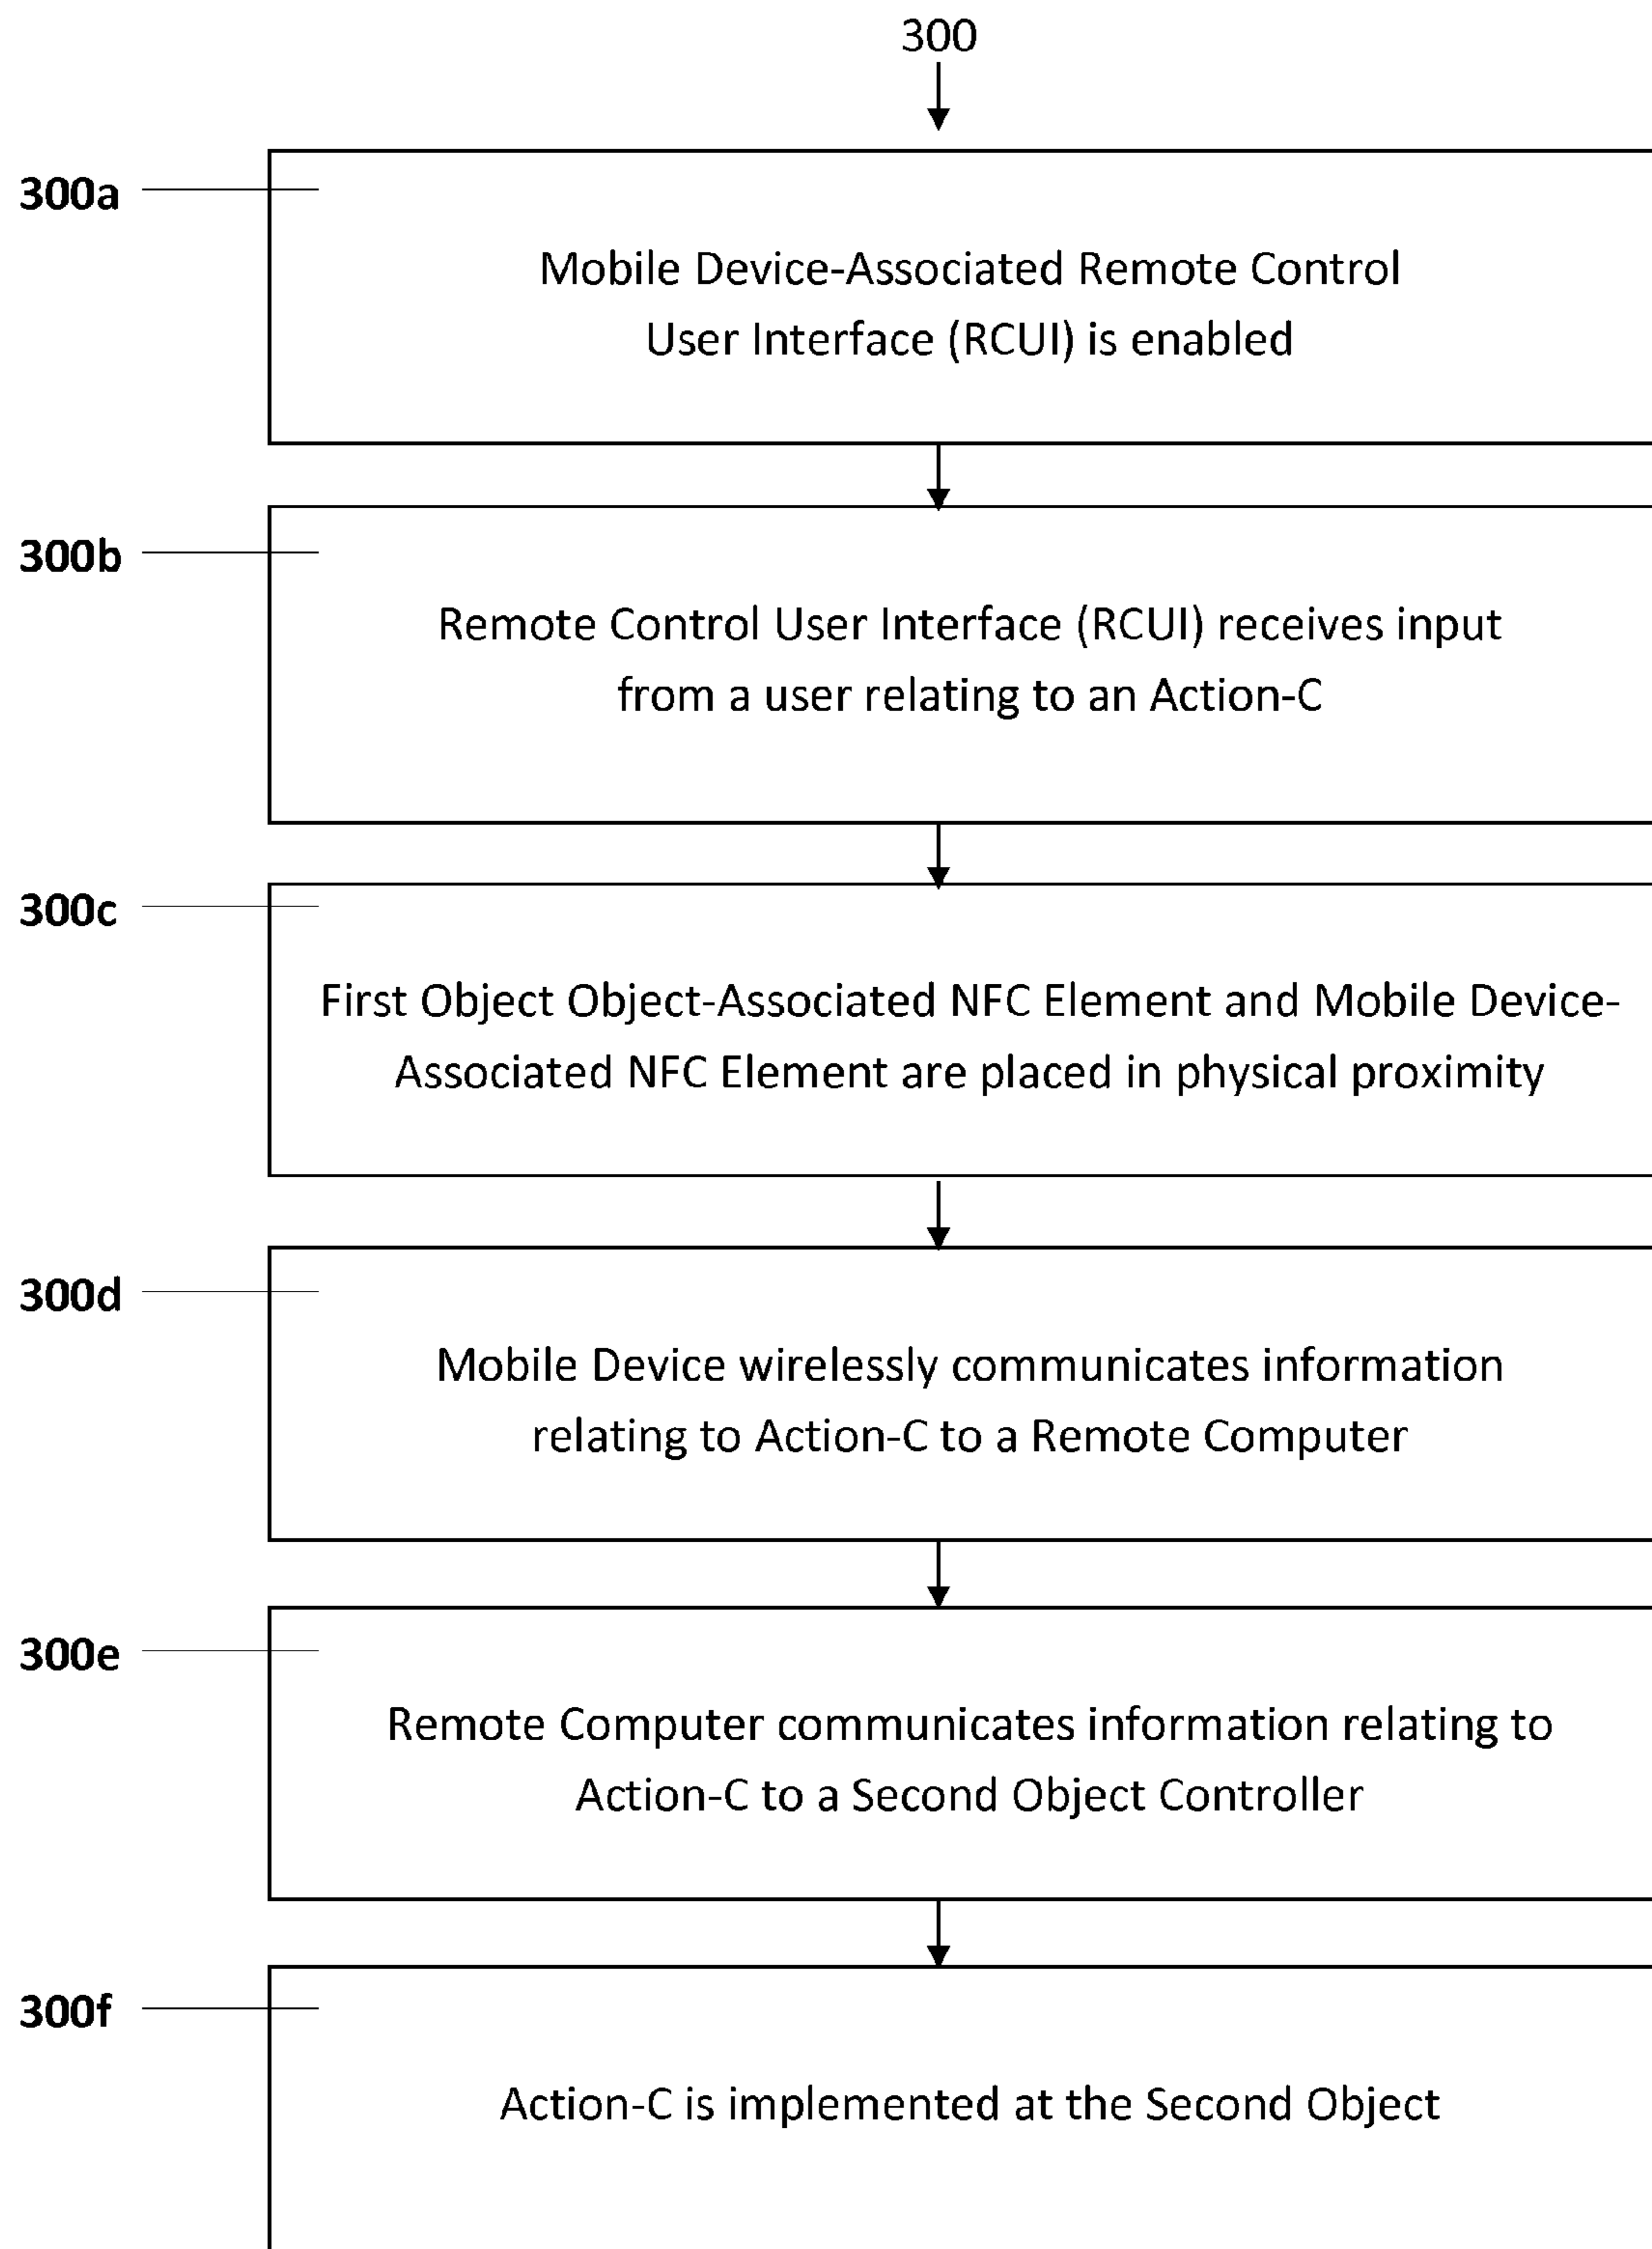 300
300a
Mobile Device-Associated Remote Control
User Interface (RCUI) is enabled
300b
Remote Control User Interface (RCUI) receives input
from a user relating to an Action-C
300c
First Object Object-Associated NFC Element and Mobile Device-
Associated NFC Element are placed in physical proximity
300d
Mobile Device wirelessly communicates information
relating to Action-C to a Remote Computer
300e
Remote Computer communicates information relating to
Action-C to a Second Object Controller
300f
Action-C is implemented at the Second Object